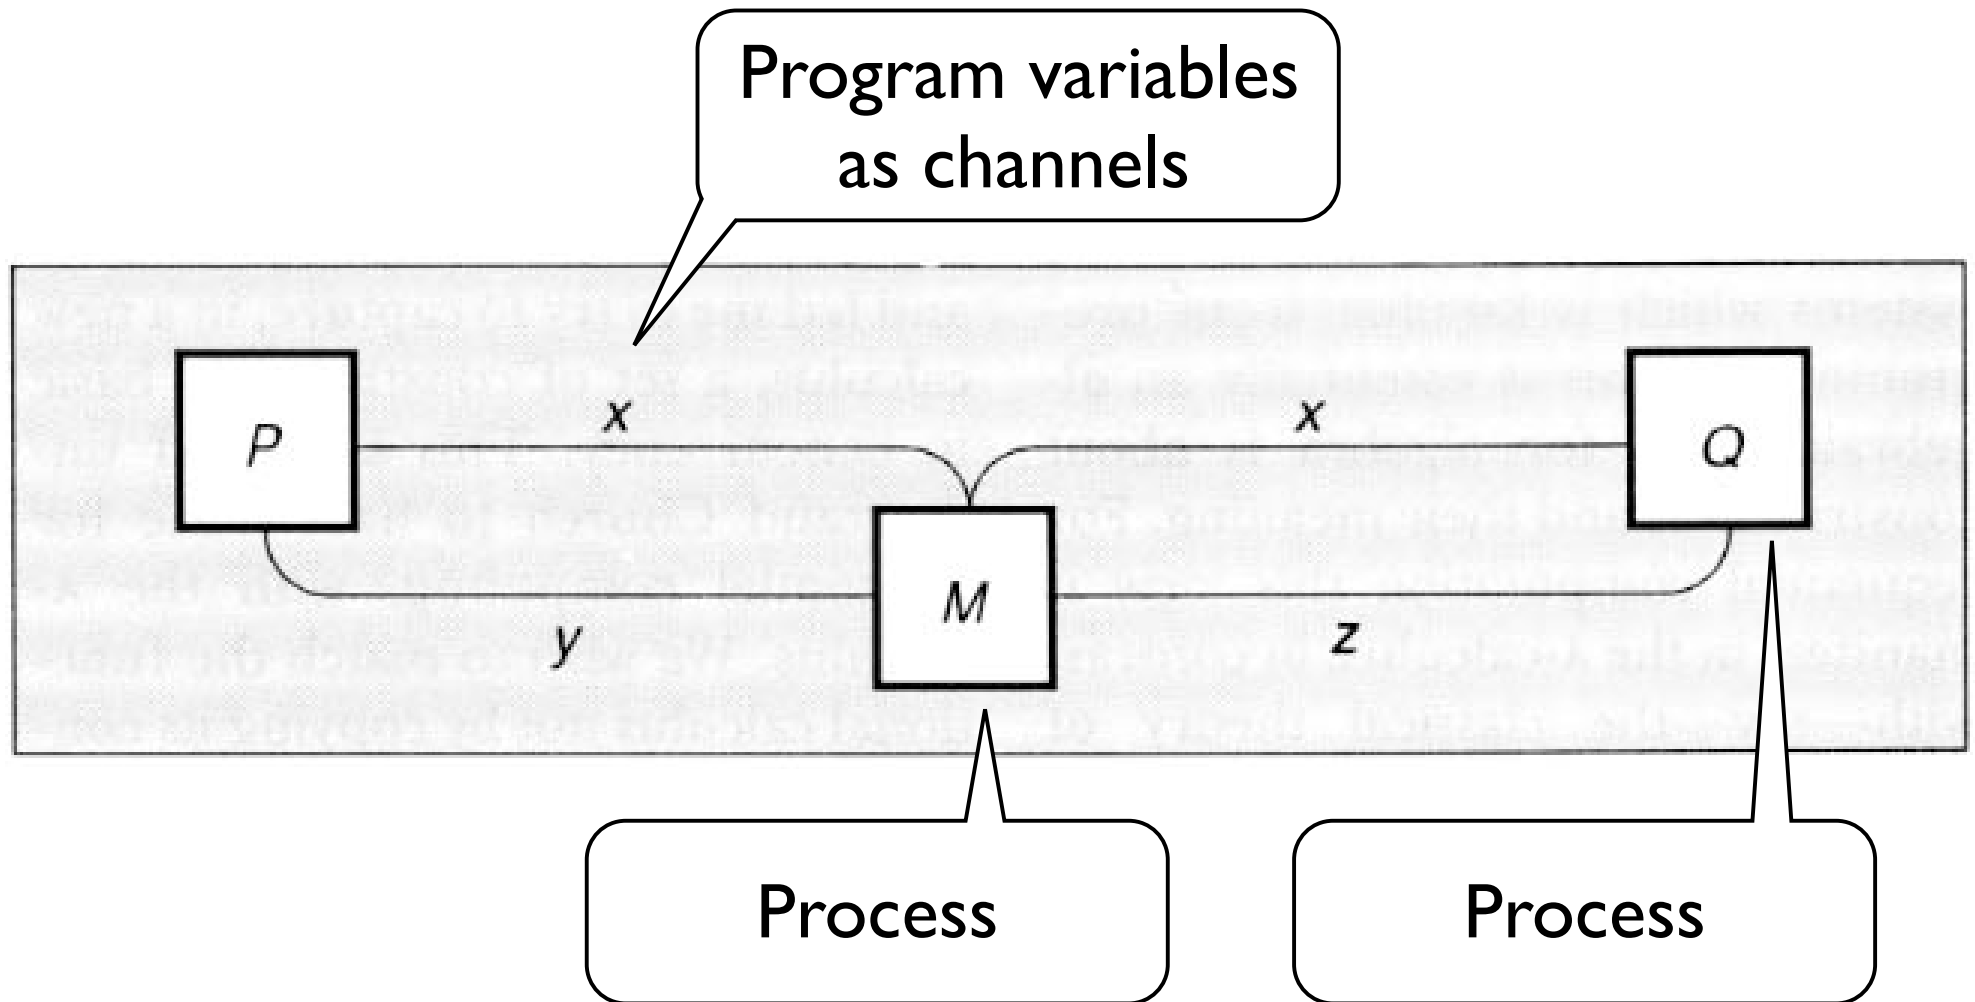 Program variables
as channels
x
x
P
Q
M
y
z
Process
Process